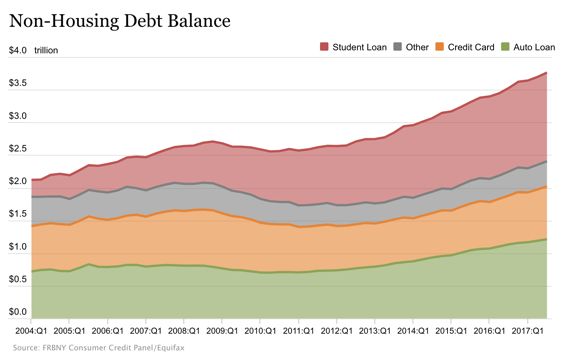 Non-Housing Debt Balance
$4.0 trillion
Student Loan Other Credit Card Auto Loan
$3.5
$3.0
$2.5
$2.0
$1.5
$1.0
$0.5
$0.0
2004:Q1 2005:Q1 2006:Q1 2007:Q1 2008:Q1 2009:Q1 2010:Q1 2011:Q1 2012:Q1 2013:Q1 2014:Q1 2015:Q1 2016:Q1 2017:Q1
Source: FRBNY Consumer Credit Panel/Equifax